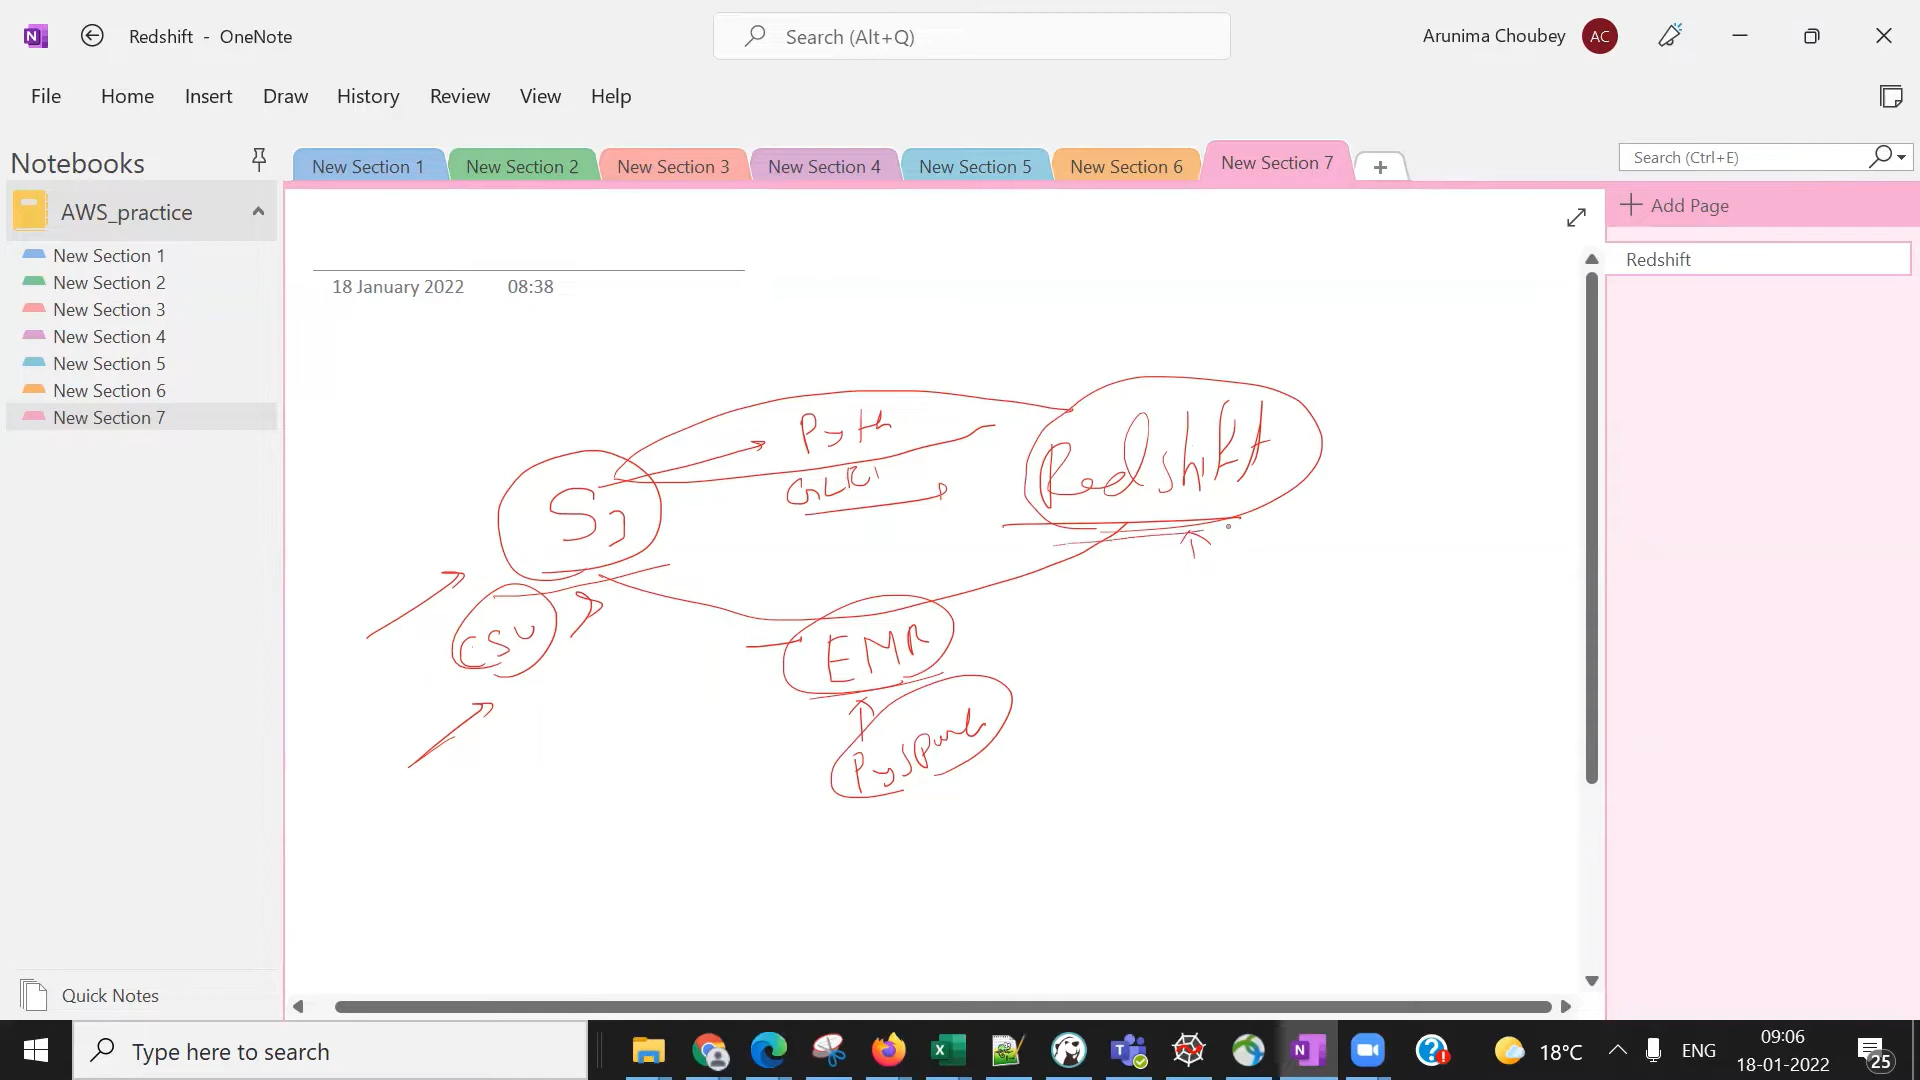 Redshift - OneNote
Search (Alt+Q)
Arunima Choubey
AC
File Home Insert Draw History Review View Help
Notebooks
New Section 1
New Section 2
New Section 3
New Section 4
New Section 5
New Section 6
New Section 7
Search (Ctrl+E)
AWS_practice
New Section 1
New Section 2
New Section 3
New Section 4
New Section 5
New Section 6
New Section 7
Add Page
Redshift
18 January 2022 08:38
Pyth
Redshift
S3
CSV
EMR
PySpark
Quick Notes
Type here to search
18°C
ENG
09:06
18-01-2022
25